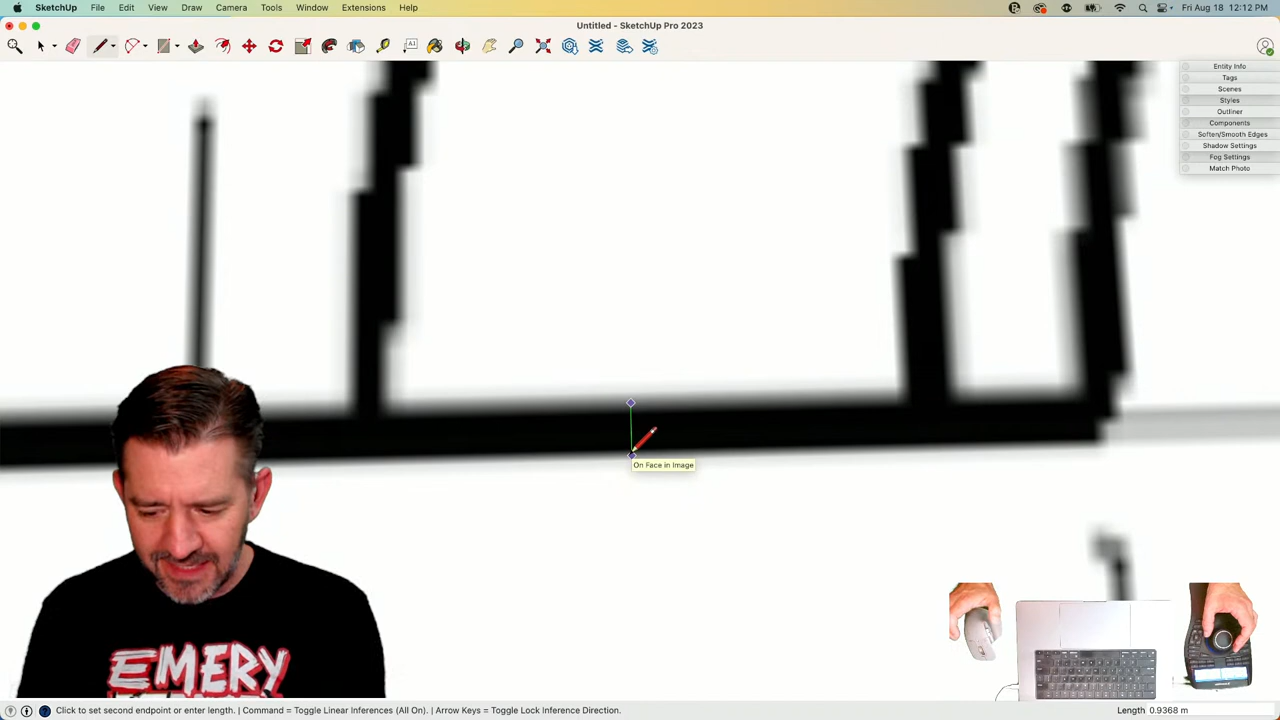 SketchUp File Edit View Draw Camera Tools Window Extensions Help Fri Aug 18 12:12 PM
Untitled - SketchUp Pro 2023
A1
Entity Info
Tags
Scenes
Styles
Outliner
Components
Soften/Smooth Edges
Shadow Settings
Fog Settings
Match Photo
On Face in Image
EMERY
Click to set second endpoint or enter length. | Command = Toggle Linear Inferences (All On). | Arrow Keys = Toggle Lock Inference Direction. Length 0.9368 m